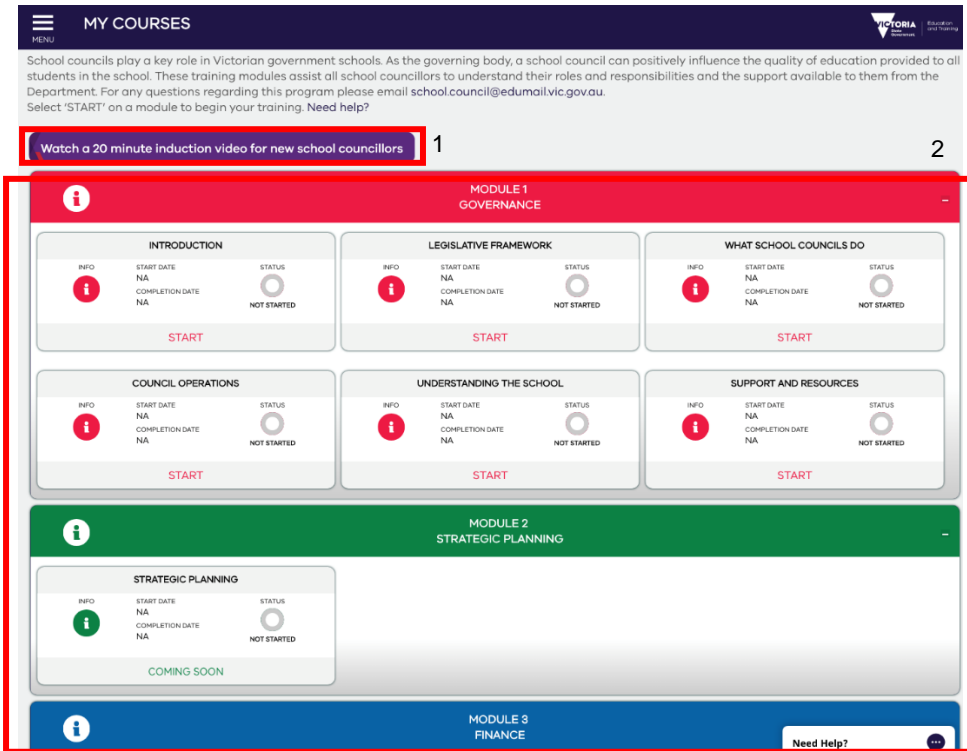 MENU
MY COURSES
VICTORIA
State
Government
Education
and Training
School councils play a key role in Victorian government schools. As the governing body, a school council can positively influence the quality of education provided to all
students in the school. These training modules assist all school councillors to understand their roles and responsibilities and the support available to them from the
Department. For any questions regarding this program please email school.council@edumail.vic.gov.au.
Select 'START' on a module to begin your training. Need help?
Watch a 20 minute induction video for new school councillors
1
2
MODULE 1
GOVERNANCE
INTRODUCTION
INFO
START DATE
NA
COMPLETION DATE
NA
STATUS
NOT STARTED
START
LEGISLATIVE FRAMEWORK
INFO
START DATE
NA
COMPLETION DATE
NA
STATUS
NOT STARTED
START
WHAT SCHOOL COUNCILS DO
INFO
START DATE
NA
COMPLETION DATE
NA
STATUS
NOT STARTED
START
COUNCIL OPERATIONS
INFO
START DATE
NA
COMPLETION DATE
NA
STATUS
NOT STARTED
START
UNDERSTANDING THE SCHOOL
INFO
START DATE
NA
COMPLETION DATE
NA
STATUS
NOT STARTED
START
SUPPORT AND RESOURCES
INFO
START DATE
NA
COMPLETION DATE
NA
STATUS
NOT STARTED
START
MODULE 2
STRATEGIC PLANNING
STRATEGIC PLANNING
INFO
START DATE
NA
COMPLETION DATE
NA
STATUS
NOT STARTED
COMING SOON
MODULE 3
FINANCE
Need Help?